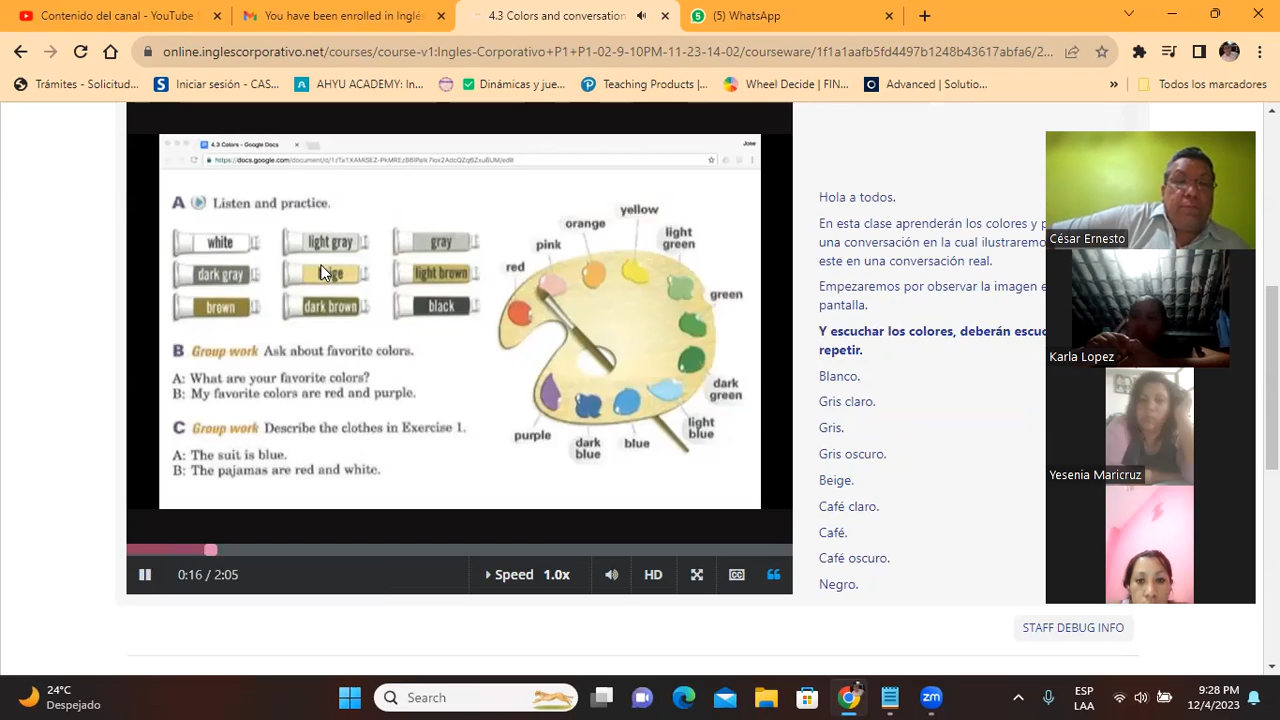 Contenido del canal - YouTube S
You have been enrolled in Inglé
4.3 Colors and conversation
(5) WhatsApp
online.inglescorporativo.net/courses/course-v1:Ingles-Corporativo+P1+P1-02-9-10PM-11-23-14-02/courseware/1f1a1aafb5fd4497b1248b43617abfa6/2...
Trámites - Solicitud...
Iniciar sesión - CAS...
AHYU ACADEMY: In...
Dinámicas y jue...
Teaching Products |...
Wheel Decide | FIN...
Advanced | Solutio...
»
Todos los marcadores
4.3 Colors - Google Docs
Jose
A Listen and practice.
white
light gray
gray
dark gray
light brown
brown
dark brown
black
B Group work Ask about favorite colors.
A: What are your favorite colors?
B: My favorite colors are red and purple.
C Group work Describe the clothes in Exercise 1.
A: The suit is blue.
B: The pajamas are red and white.
red
pink
orange
yellow
light
green
green
dark
green
light
blue
blue
dark
blue
purple
0:16 / 2:05
Speed 1.0x
HD
CC
Hola a todos.
En esta clase aprenderán los colores y p
una conversación en la cual ilustraremo
este en una conversación real.
Empezaremos por observar la imagen e
pantalla.
Y escuchar los colores, deberán escuc
repetir.
Blanco.
Gris claro.
Gris.
Gris oscuro.
Beige.
Café claro.
Café.
Café oscuro.
Negro.
César Ernesto
Karla Lopez
Yesenia Maricruz
STAFF DEBUG INFO
24°C
Despejado
Search
zm
ESP
LAA
9:28 PM
12/4/2023